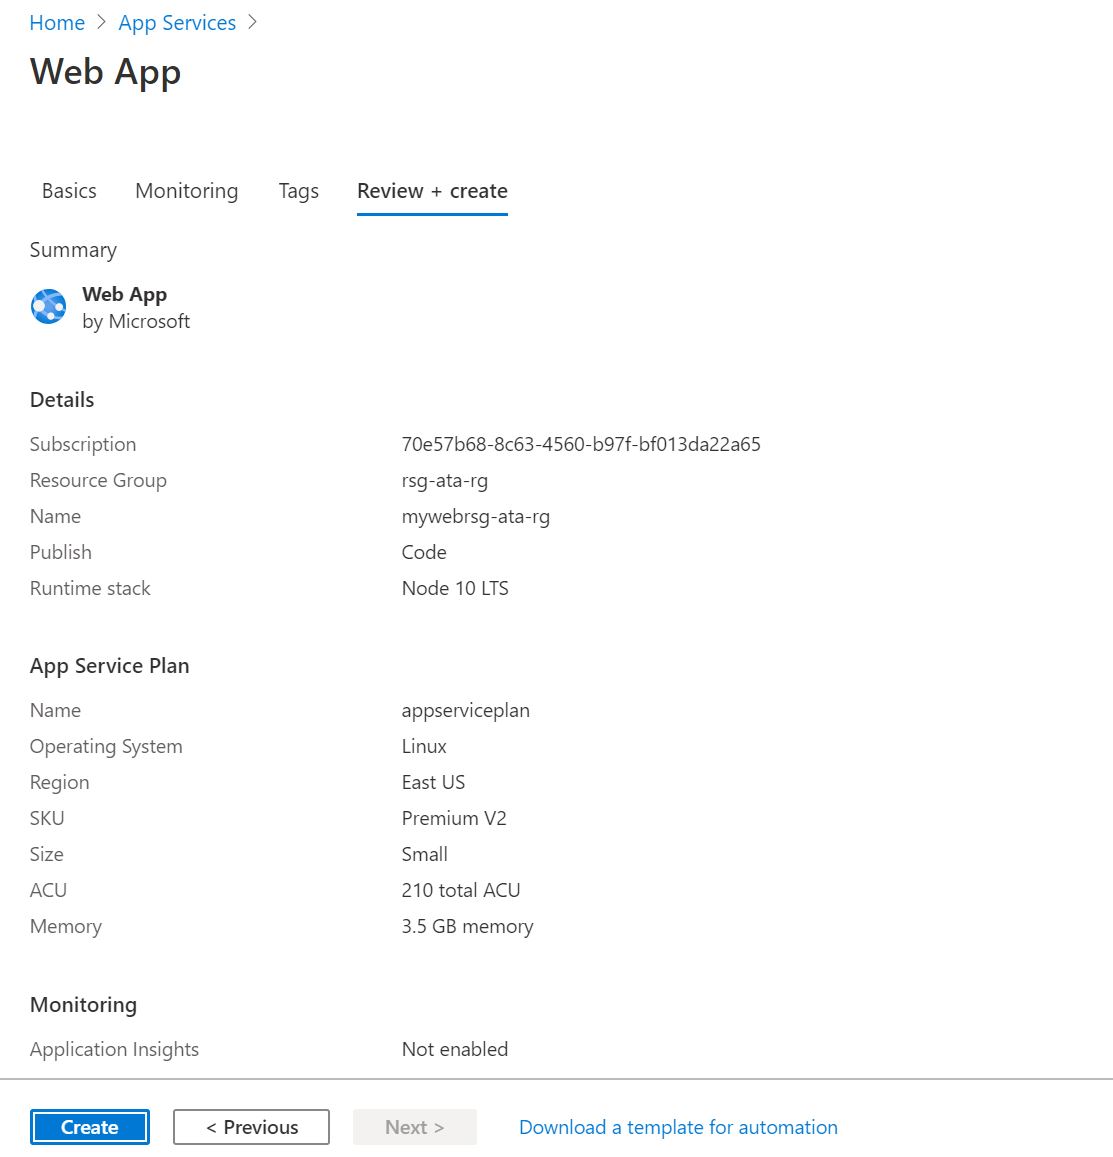 Home > App Services >
Web App
Basics Monitoring Tags Review + create
Summary
Web App
by Microsoft
Details
Subscription 70e57b68-8c63-4560-b97f-bf013da22a65
Resource Group rsg-ata-rg
Name mywebrsg-ata-rg
Publish Code
Runtime stack Node 10 LTS
App Service Plan
Name appserviceplan
Operating System Linux
Region East US
SKU Premium V2
Size Small
ACU 210 total ACU
Memory 3.5 GB memory
Monitoring
Application Insights Not enabled
Create < Previous Next > Download a template for automation